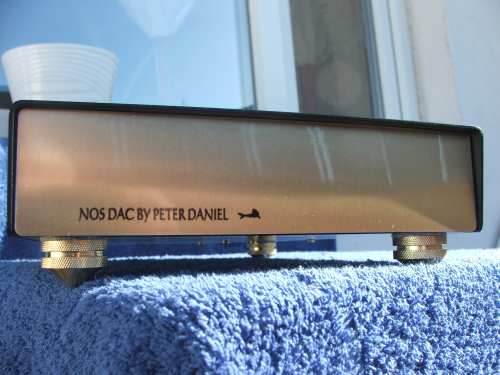 NOS DAC BY PETER DANIEL